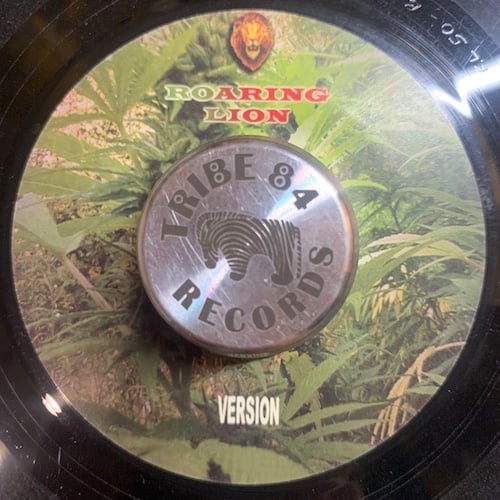 ROARING
LION
TRIBE 84
RECORDS
VERSION